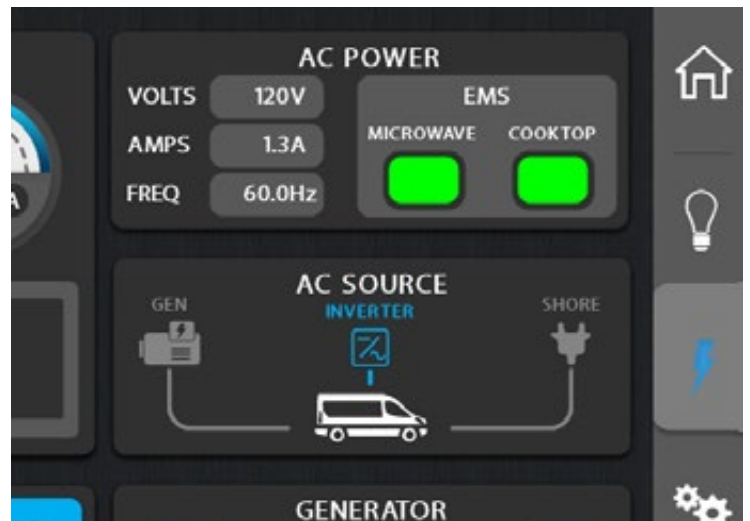 AC POWER
VOLTS 120V
AMPS 1.3A
FREQ 60.0Hz
EMS
MICROWAVE COOKTOP
A
AC SOURCE
GEN
INVERTER
SHORE
GENERATOR